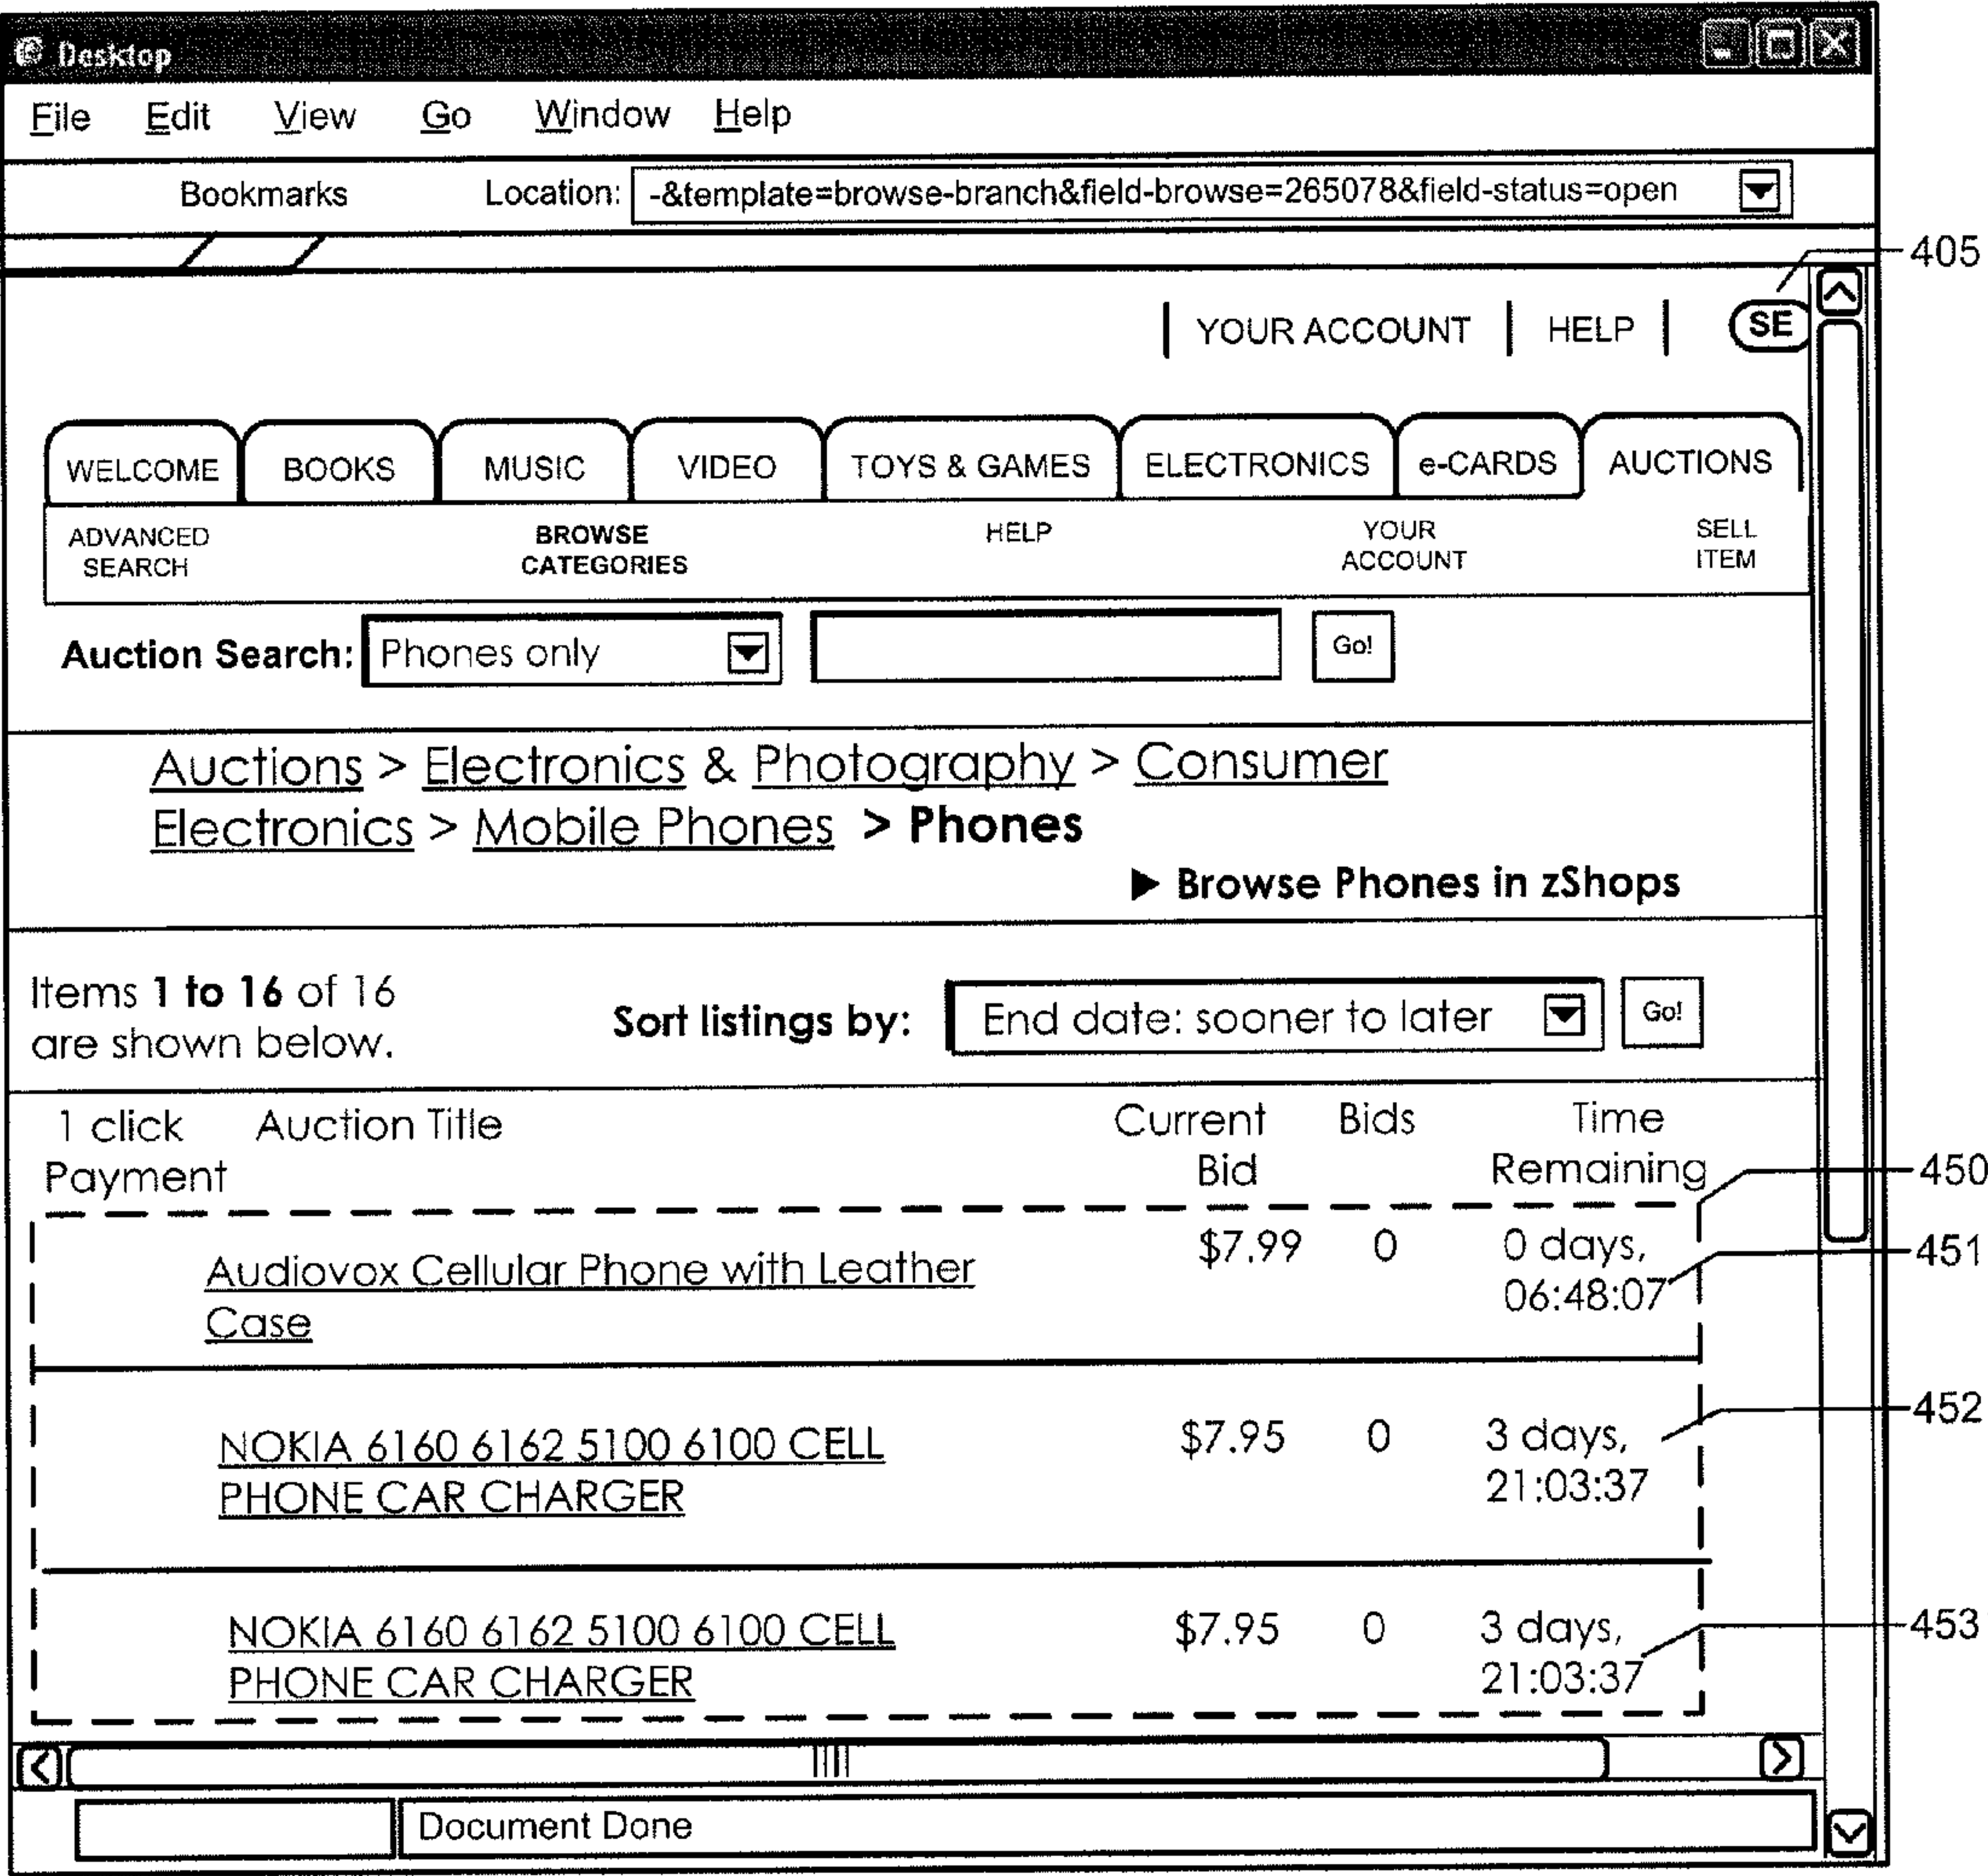 Desktop
File Edit View Go Window Help
Bookmarks Location: -&template=browse-branch&field-browse=265078&field-status=open
405
YOUR ACCOUNT HELP SE
WELCOME BOOKS MUSIC VIDEO TOYS & GAMES ELECTRONICS e-CARDS AUCTIONS
ADVANCED BROWSE HELP YOUR SELL
SEARCH CATEGORIES ACCOUNT ITEM
Auction Search: Phones only Go!
Auctions > Electronics & Photography > Consumer
Electronics > Mobile Phones > Phones
Browse Phones in zShops
Items 1 to 16 of 16
are shown below.
Sort listings by: End date: sooner to later Go!
1 click Auction Title Current Bids Time
Payment Bid Remaining
450
Audiovox Cellular Phone with Leather $7.99 0 0 days,
Case 06:48:07
451
NOKIA 6160 6162 5100 6100 CELL $7.95 0 3 days,
PHONE CAR CHARGER 21:03:37
452
NOKIA 6160 6162 5100 6100 CELL $7.95 0 3 days,
PHONE CAR CHARGER 21:03:37
453
Document Done